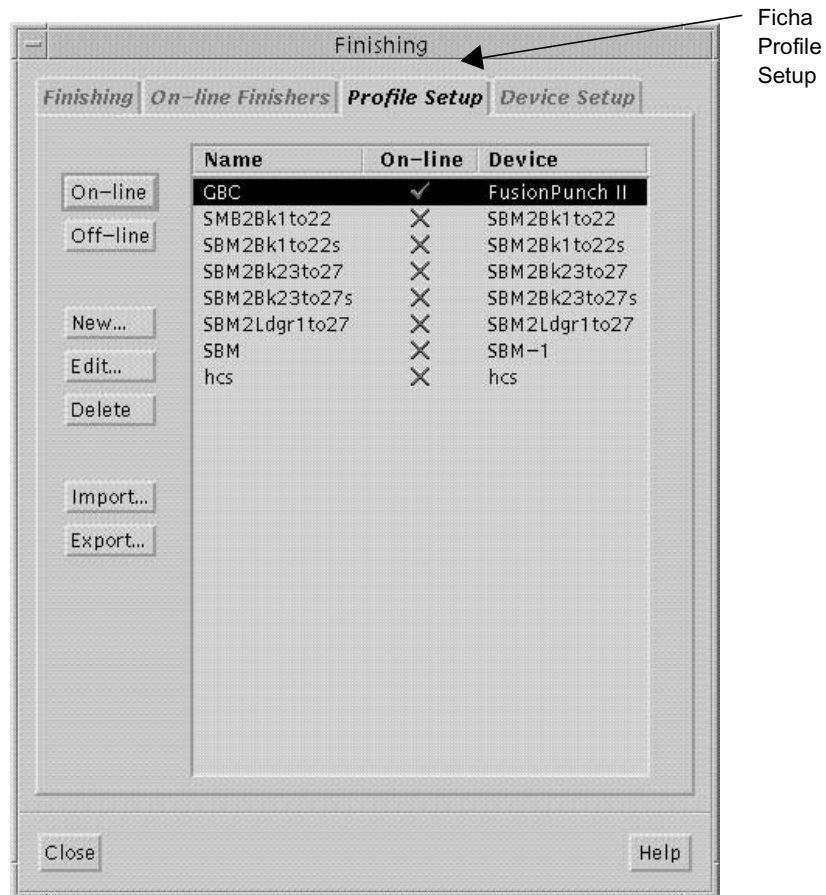 Ficha
Profile
Setup
Finishing
Finishing On-line Finishers Profile Setup Device Setup
Name On-line Device
On-line
Off-line
New...
Edit...
Delete
Import...
Export...
GBC FusionPunch II
SMB2Bk1to22 SBM2Bk1to22
SBM2Bk1to22s SBM2Bk1to22s
SBM2Bk23to27 SBM2Bk23to27
SBM2Bk23to27s SBM2Bk23to27s
SBM2Ldgr1to27 SBM2Ldgr1to27
SBM SBM-1
hcs hcs
Close Help